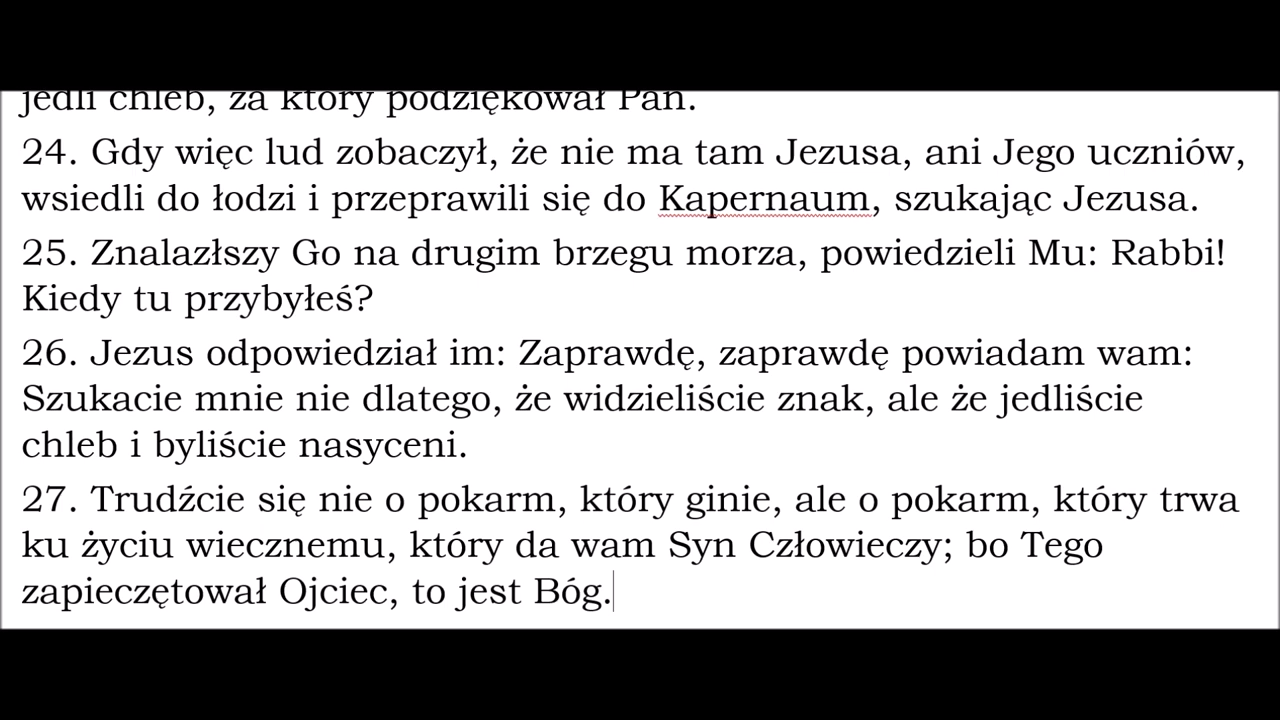 jedli chleb, za który podziękował Pan.
24. Gdy więc lud zobaczył, że nie ma tam Jezusa, ani Jego uczniów,
wsiedli do łodzi i przeprawili się do Kapernaum, szukając Jezusa.
25. Znalazłszy Go na drugim brzegu morza, powiedzieli Mu: Rabbi!
Kiedy tu przybyłeś?
26. Jezus odpowiedział im: Zaprawdę, zaprawdę powiadam wam:
Szukacie mnie nie dlatego, że widzieliście znak, ale że jedliście
chleb i byliście nasyceni.
27. Trudźcie się nie o pokarm, który ginie, ale o pokarm, który trwa
ku życiu wiecznemu, który da wam Syn Człowieczy; bo Tego
zapieczętował Ojciec, to jest Bóg.